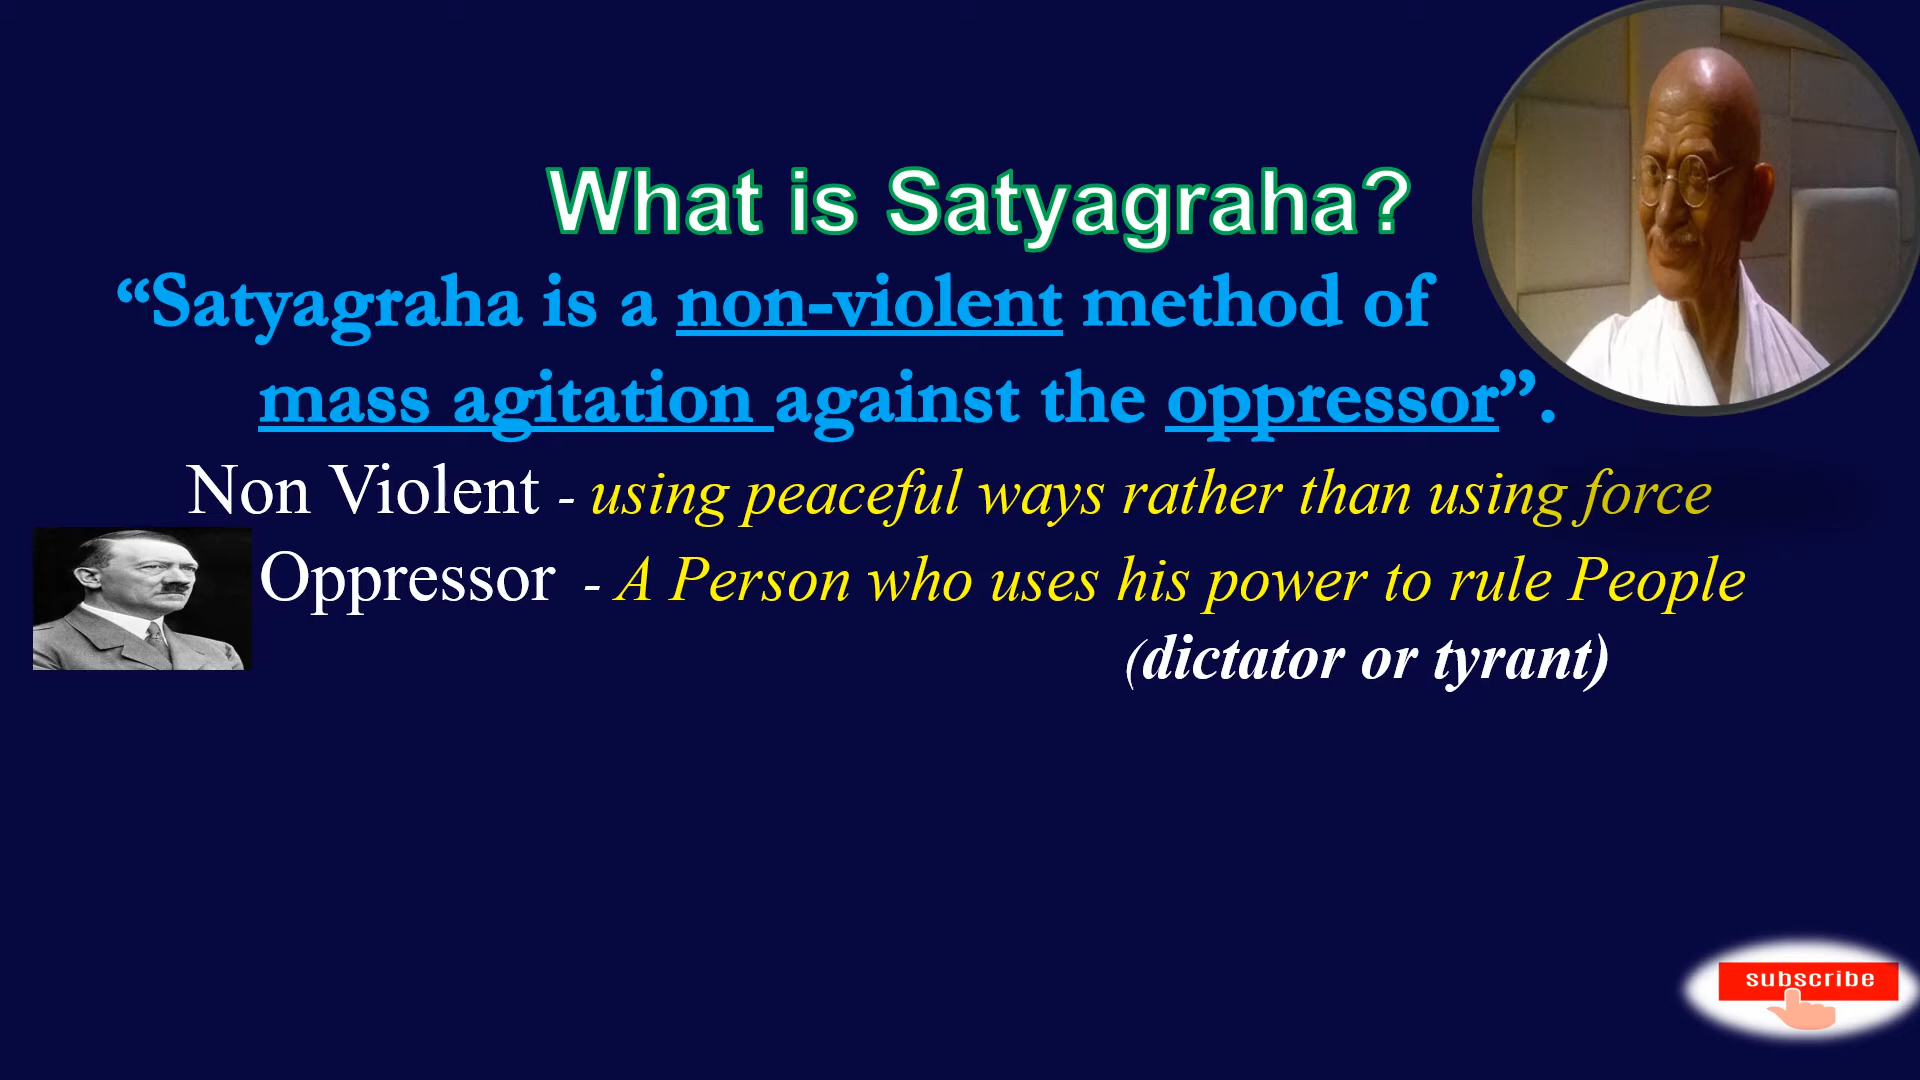 What is Satyagraha?
“Satyagraha is a non-violent method of
mass agitation against the oppressor”.
Non Violent - using peaceful ways rather than using force
Oppressor - A Person who uses his power to rule People
(dictator or tyrant)
subscribe